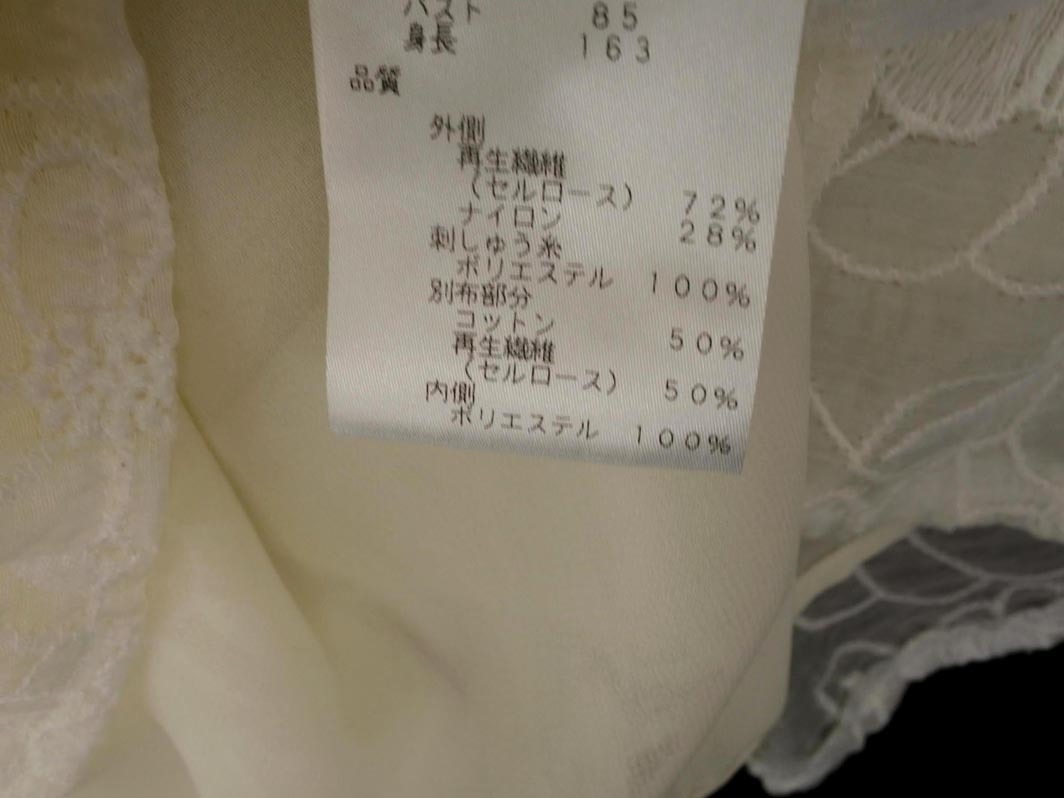 バスト 85
身長 163
品質
外側
再生繊維
(セルロース) 72%
ナイロン 28%
刺しゅう糸
ポリエステル 100%
別布部分
コットン 50%
再生繊維
(セルロース) 50%
内側
ポリエステル 100%